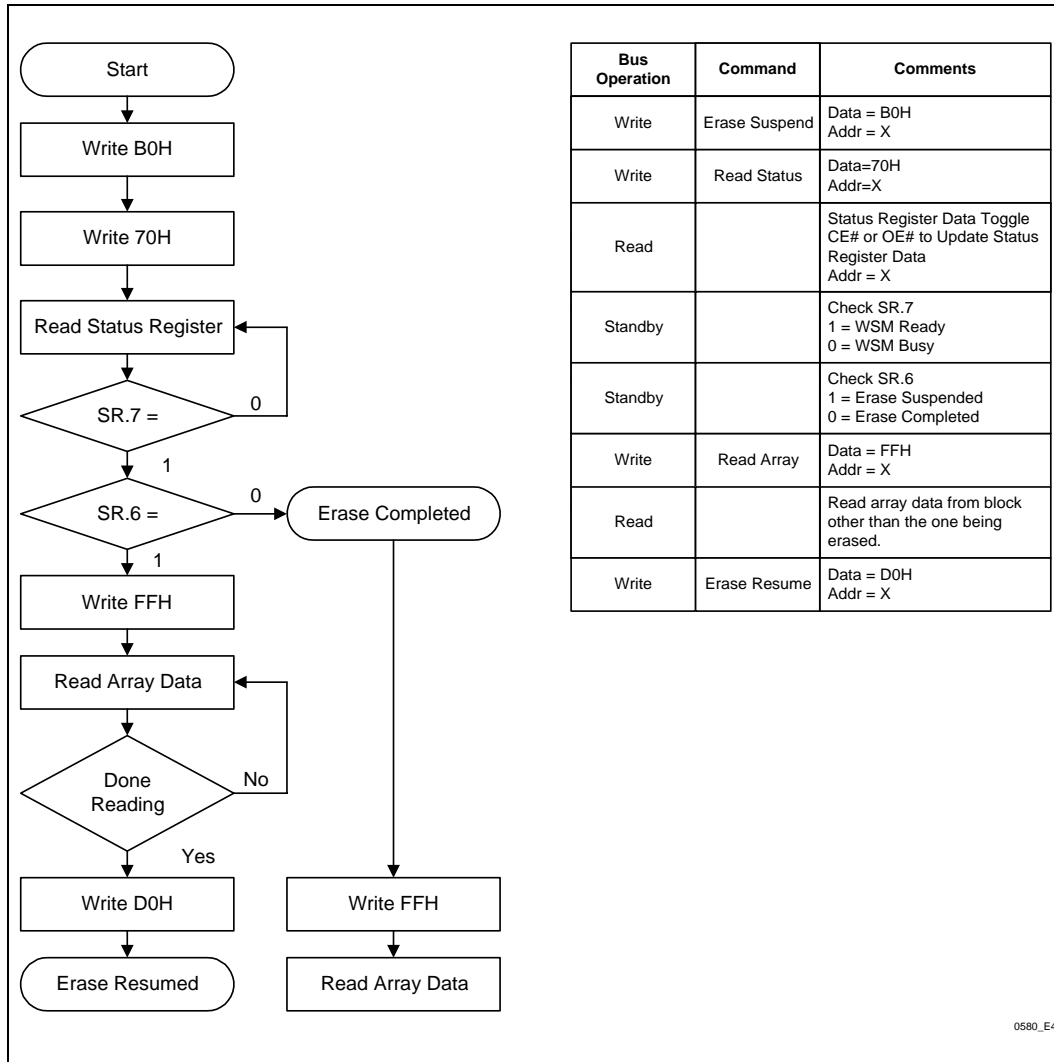 Start
Write B0H
Write 70H
Read Status Register
SR.7 =
0
1
SR.6 =
0
Erase Completed
1
Write FFH
Read Array Data
Done
Reading
No
Yes
Write D0H
Write FFH
Erase Resumed
Read Array Data
Bus
Operation
Command
Comments
Write
Erase Suspend
Data = B0H
Addr = X
Write
Read Status
Data=70H
Addr=X
Read
Status Register Data Toggle
CE# or OE# to Update Status
Register Data
Addr = X
Standby
Check SR.7
1 = WSM Ready
0 = WSM Busy
Standby
Check SR.6
1 = Erase Suspended
0 = Erase Completed
Write
Read Array
Data = FFH
Addr = X
Read
Read array data from block
other than the one being
erased.
Write
Erase Resume
Data = D0H
Addr = X
0580_E4